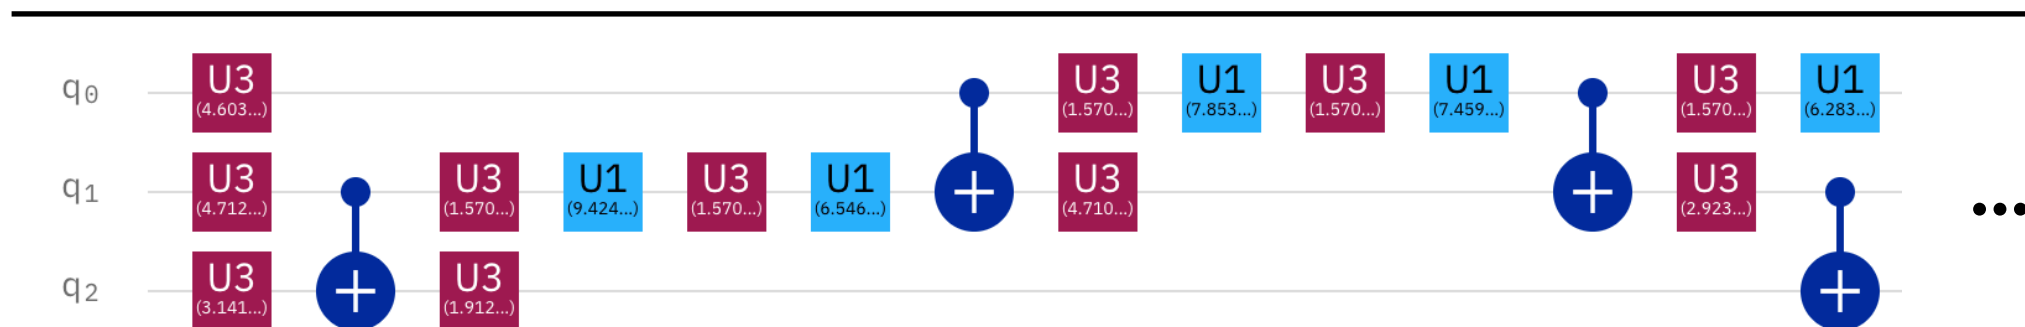 q0 U3 (4.603...) U3 (1.570...) U1 (7.853...) U3 (1.570...) U1 (7.459...) U3 (1.570...) U1 (6.283...)
q1 U3 (4.712...) U3 (1.570...) U1 (9.424...) U3 (1.570...) U1 (6.546...) U3 (4.710...) U3 (2.923...)
...
q2 U3 (3.141...) U3 (1.912...)